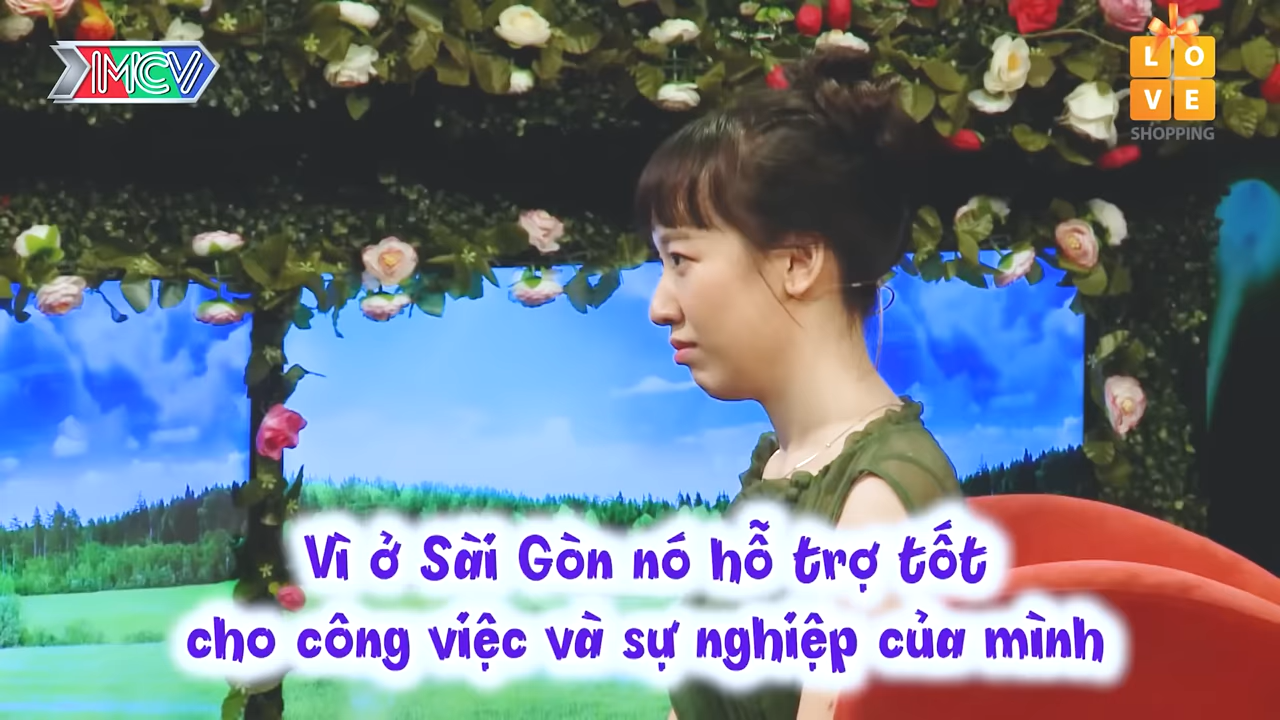 MCV
LO
VE
SHOPPING
Vì ở Sài Gòn nó hỗ trợ tốt
cho công việc và sự nghiệp của mình